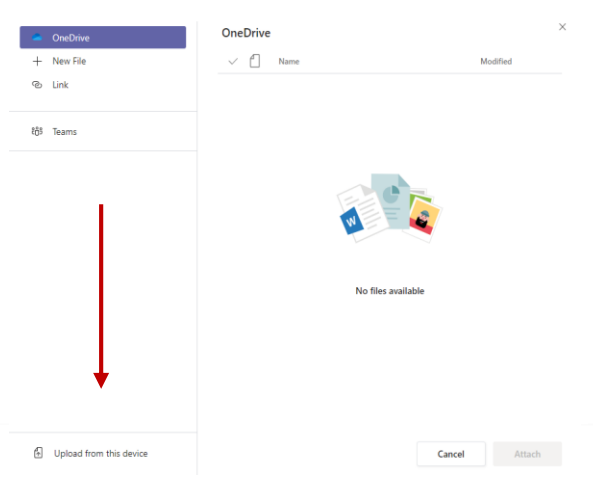 OneDrive
New File
Link
Teams
Upload from this device
OneDrive
Name Modified
W
No files available
Cancel Attach